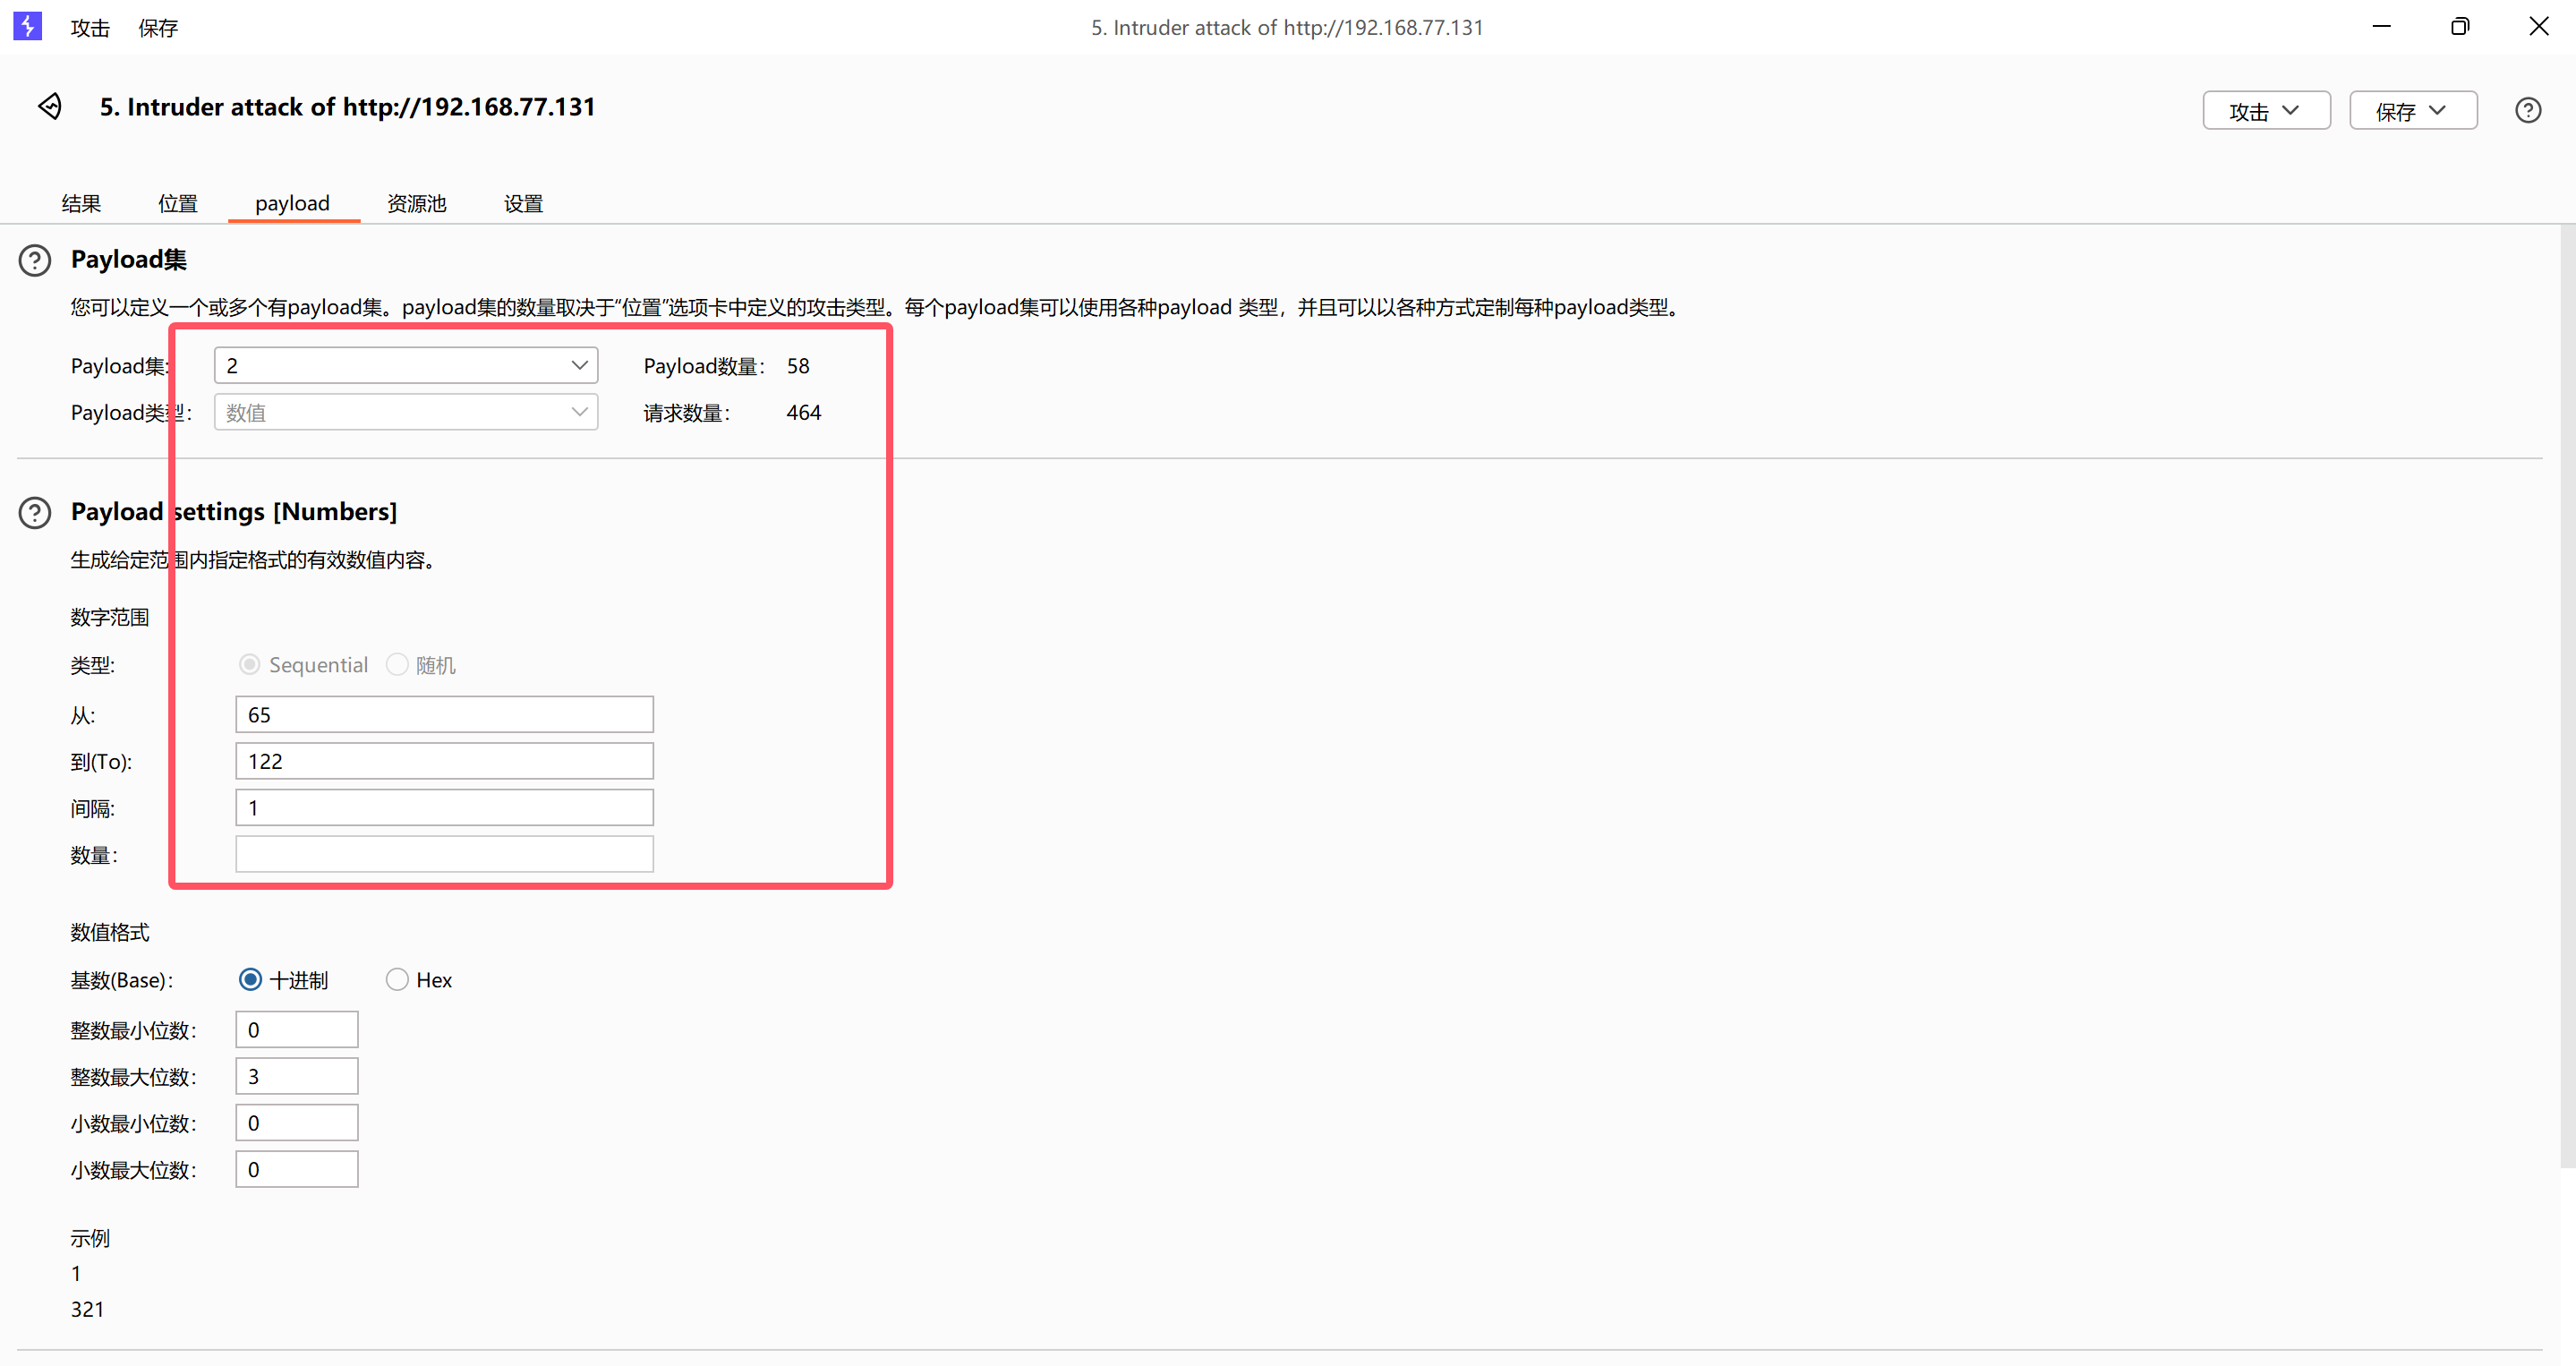 攻击 保存 5. Intruder attack of http://192.168.77.131
5. Intruder attack of http://192.168.77.131 攻击 保存
结果 位置 payload 资源池 设置
Payload集
您可以定义一个或多个有payload集。payload集的数量取决于“位置”选项卡中定义的攻击类型。每个payload集可以使用各种payload 类型，并且可以以各种方式定制每种payload类型。
Payload集: 2 Payload数量： 58
Payload类型： 数值 请求数量： 464
Payload settings [Numbers]
生成给定范围内指定格式的有效数值内容。
数字范围
类型: Sequential 随机
从: 65
到(To): 122
间隔: 1
数量：
数值格式
基数(Base)： 十进制 Hex
整数最小位数： 0
整数最大位数： 3
小数最小位数： 0
小数最大位数： 0
示例
1
321